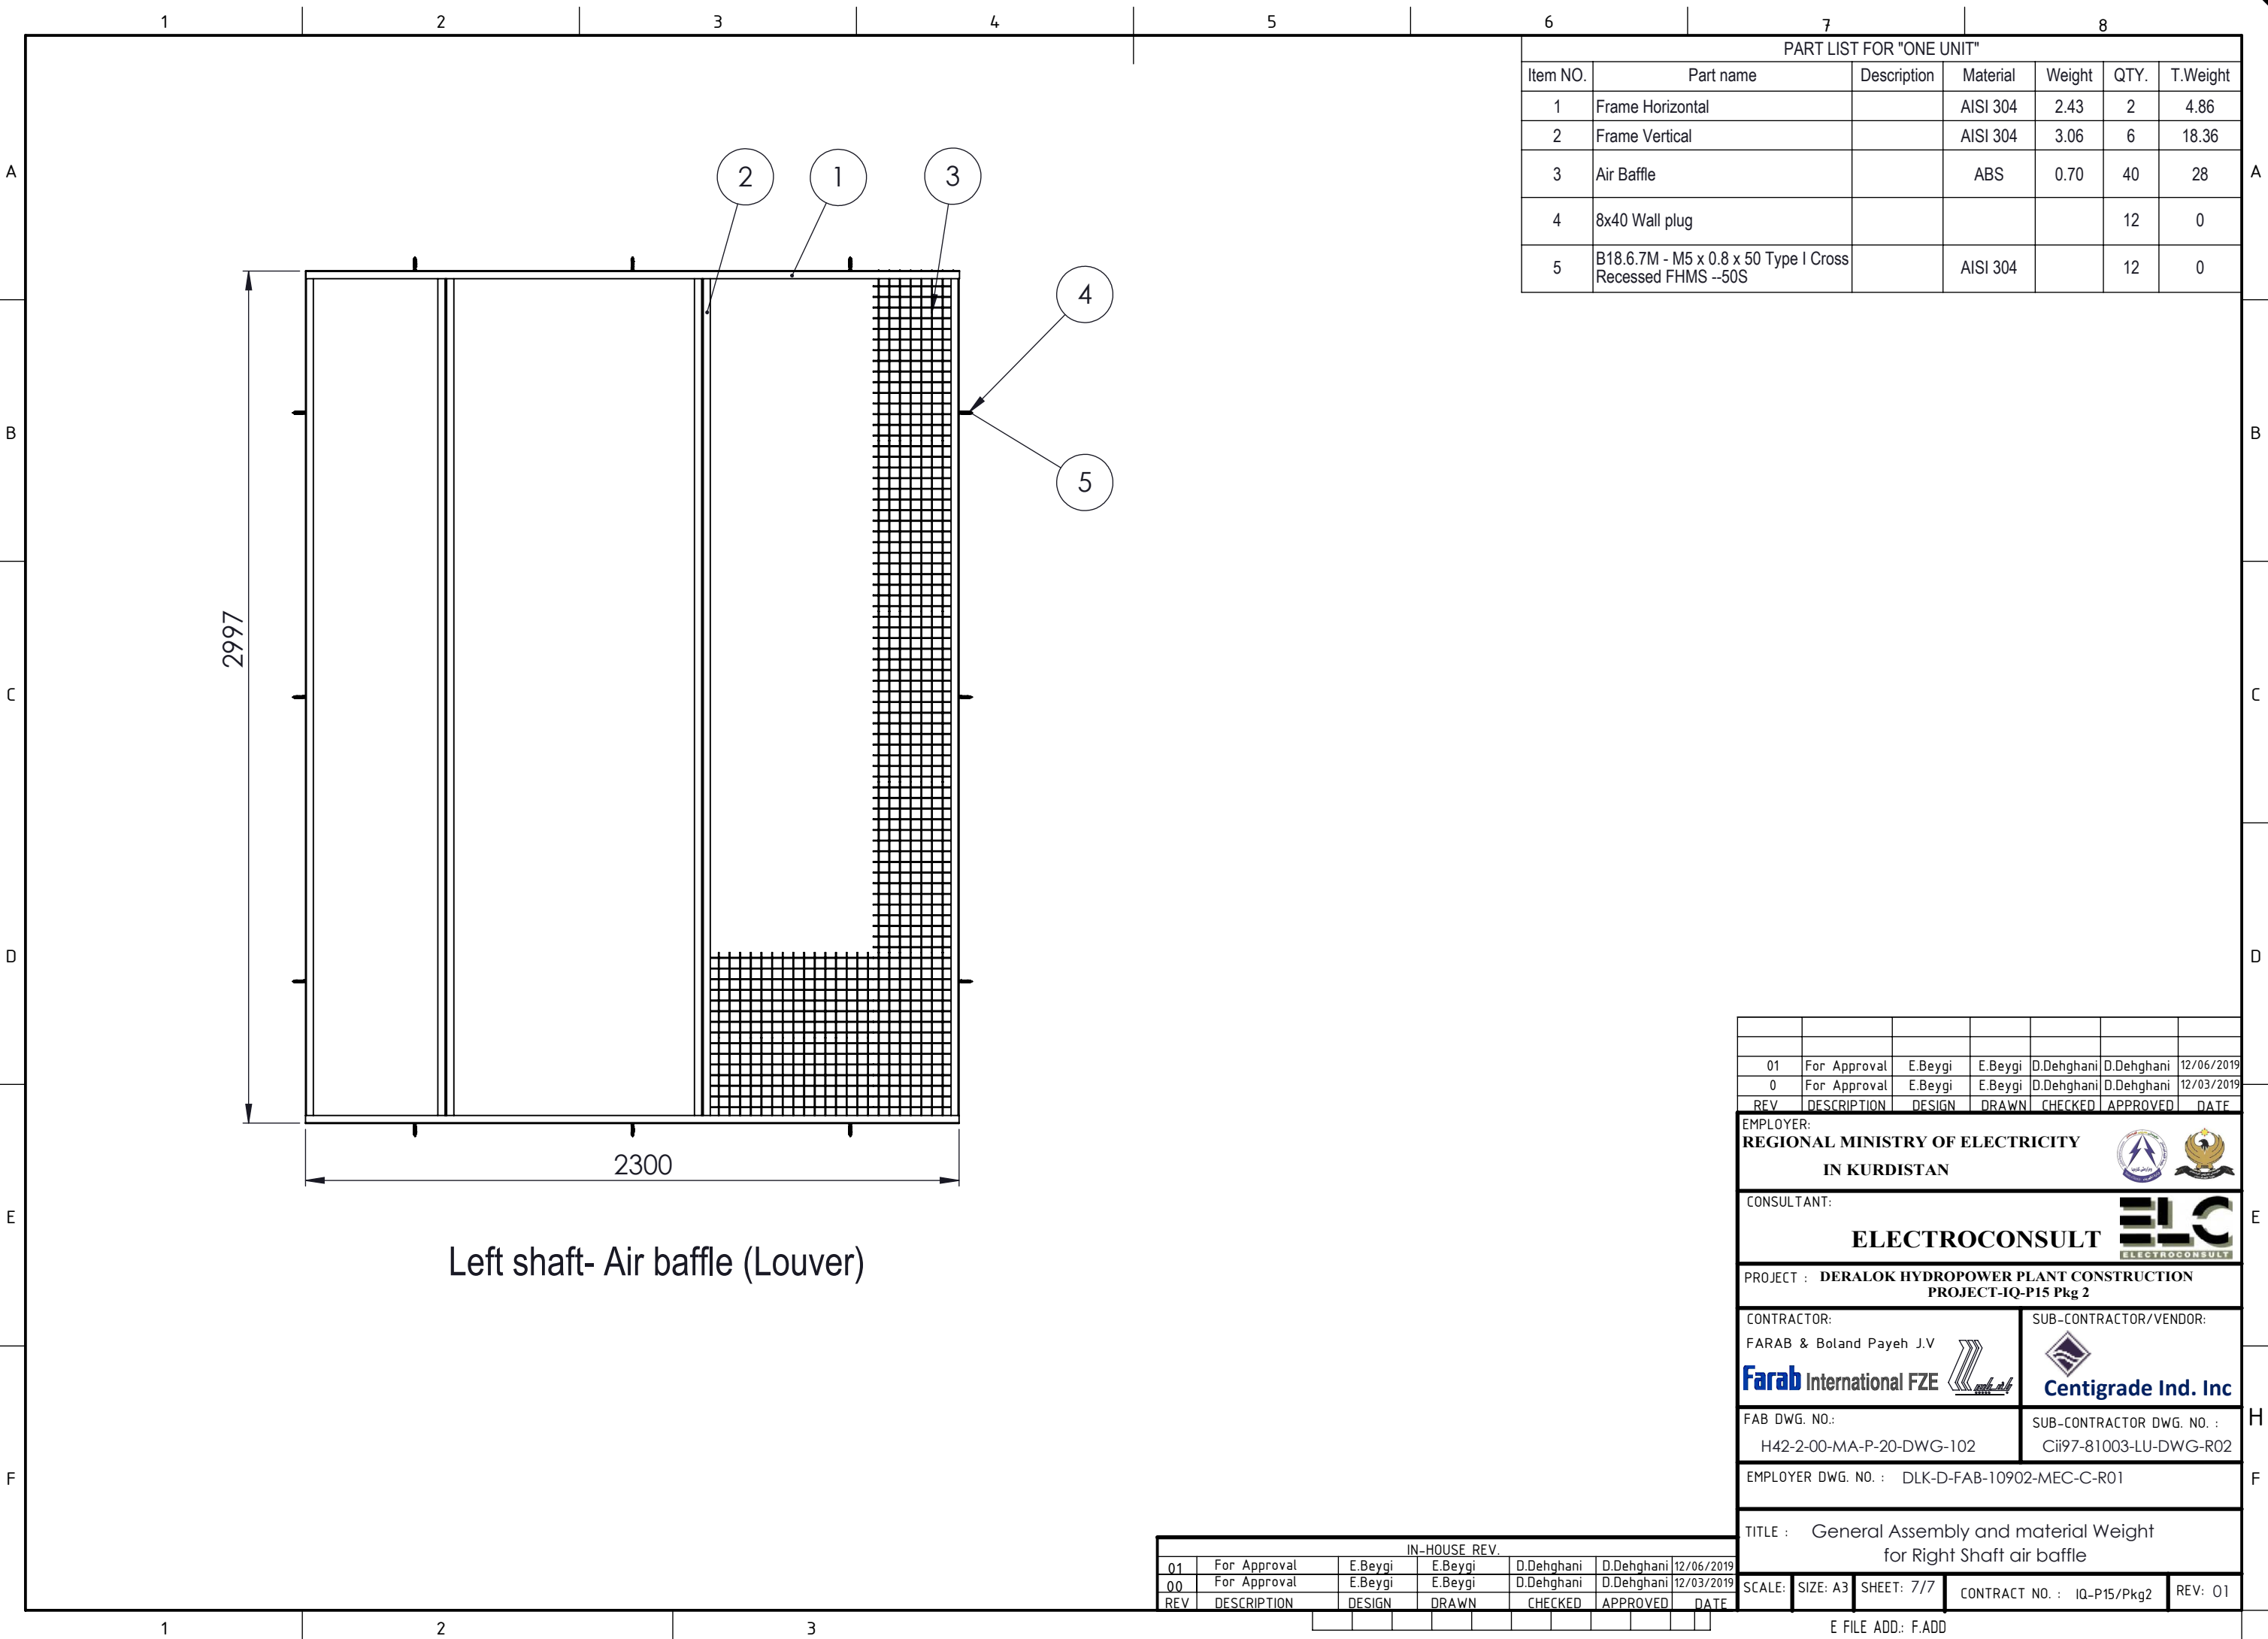 1 2 3 4 5 6 7 8
PART LIST FOR "ONE UNIT"
Item NO. Part name Description Material Weight QTY. T.Weight
1 Frame Horizontal AISI 304 2.43 2 4.86
2 Frame Vertical AISI 304 3.06 6 18.36
3 Air Baffle ABS 0.70 40 28
4 8x40 Wall plug 12 0
5 B18.6.7M - M5 x 0.8 x 50 Type I Cross
Recessed FHMS --50S AISI 304 12 0
A A
2 1 3
4
B B
5
2997
C C
D D
2300
Left shaft- Air baffle (Louver)
01 For Approval E.Beygi E.Beygi D.Dehghani D.Dehghani 12/06/2019
0 For Approval E.Beygi E.Beygi D.Dehghani D.Dehghani 12/03/2019
REV DESCRIPTION DESIGN DRAWN CHECKED APPROVED DATE
EMPLOYER:
REGIONAL MINISTRY OF ELECTRICITY
IN KURDISTAN
E E
CONSULTANT:
ELECTROCONSULT
ELC
ELECTROCONSULT
PROJECT : DERALOK HYDROPOWER PLANT CONSTRUCTION
PROJECT-IQ-P15 Pkg 2
CONTRACTOR:
FARAB & Boland Payeh J.V
Farab International FZE
SUB-CONTRACTOR/VENDOR:
Centigrade Ind. Inc
H
FAB DWG. NO.:
H42-2-00-MA-P-20-DWG-102
SUB-CONTRACTOR DWG. NO. :
Cii97-81003-LU-DWG-R02
F F
EMPLOYER DWG. NO. : DLK-D-FAB-10902-MEC-C-R01
TITLE : General Assembly and material Weight
for Right Shaft air baffle
SCALE: SIZE: A3 SHEET: 7/7 CONTRACT NO. : IQ-P15/Pkg2 REV: 01
IN-HOUSE REV.
01 For Approval E.Beygi E.Beygi D.Dehghani D.Dehghani 12/06/2019
00 For Approval E.Beygi E.Beygi D.Dehghani D.Dehghani 12/03/2019
REV DESCRIPTION DESIGN DRAWN CHECKED APPROVED DATE
1 2 3
E FILE ADD.: F.ADD